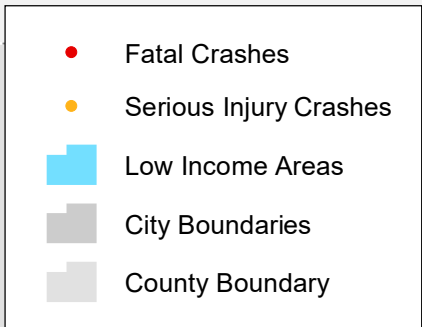 Fatal Crashes
Serious Injury Crashes
Low Income Areas
City Boundaries
County Boundary